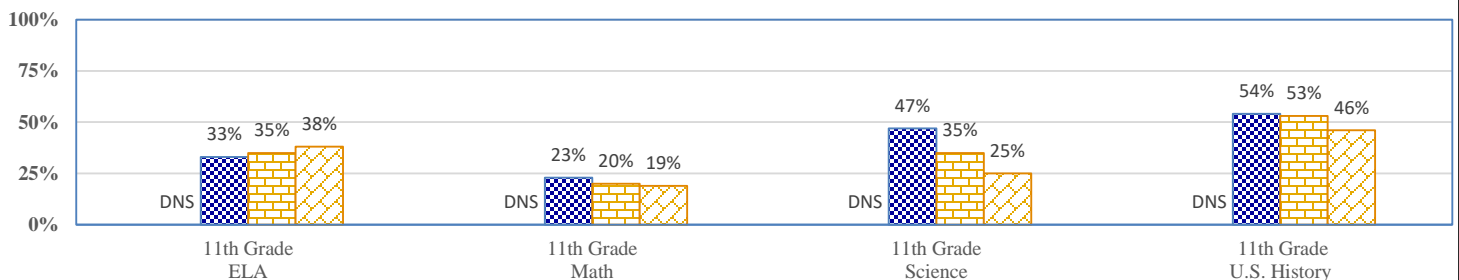 100%
75%
50%
25%
0%
DNS 33% 35% 38%
DNS 23% 20% 19%
DNS 47% 35% 25%
DNS 54% 53% 46%
11th Grade
ELA
11th Grade
Math
11th Grade
Science
11th Grade
U.S. History